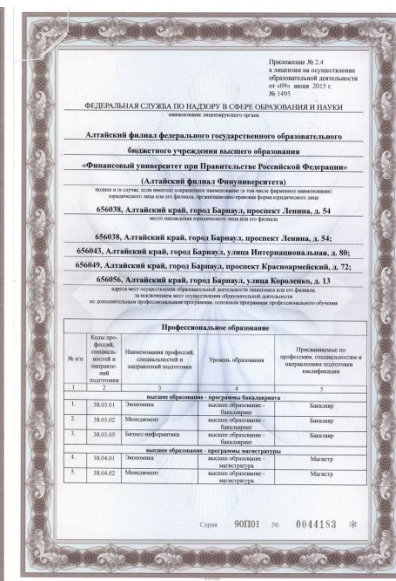 Приложение № 2.4
к лицензии на осуществление
образовательной деятельности
от «09» июня 2015 г.
№ 1495
ФЕДЕРАЛЬНАЯ СЛУЖБА ПО НАДЗОРУ В СФЕРЕ ОБРАЗОВАНИЯ И НАУКИ
наименование лицензирующего органа
Алтайский филиал федерального государственного образовательного
бюджетного учреждения высшего образования
«Финансовый университет при Правительстве Российской Федерации»
(Алтайский филиал Финуниверситета)
полное и (в случае, если имеется) сокращенное наименование (в том числе фирменное наименование)
юридического лица или его филиала, организационно-правовая форма юридического лица
656038, Алтайский край, город Барнаул, проспект Ленина, д. 54
место нахождения юридического лица или его филиала
656038, Алтайский край, город Барнаул, проспект Ленина, д. 54;
656043, Алтайский край, город Барнаул, улица Интернациональная, д. 80;
656049, Алтайский край, город Барнаул, проспект Красноармейский, д. 72;
656056, Алтайский край, город Барнаул, улица Короленко, д. 13
адреса мест осуществления образовательной деятельности лицензиата или его филиала,
за исключением мест осуществления образовательной деятельности
по дополнительным профессиональным программам, основным программам профессионального обучения
Профессиональное образование
№ п/п
Коды профессий, специальностей и направлений подготовки
Наименования профессий, специальностей и направлений подготовки
Уровень образования
Присваиваемые по профессиям, специальностям и направлениям подготовки квалификации
1 2 3 4 5
высшее образование - программы бакалавриата
1. 38.03.01 Экономика высшее образование - бакалавриат Бакалавр
2. 38.03.02 Менеджмент высшее образование - бакалавриат Бакалавр
3. 38.03.05 Бизнес-информатика высшее образование - бакалавриат Бакалавр
высшее образование - программы магистратуры
4. 38.04.01 Экономика высшее образование - магистратура Магистр
5. 38.04.02 Менеджмент высшее образование - магистратура Магистр
Серия 90П01 № 0044183 *